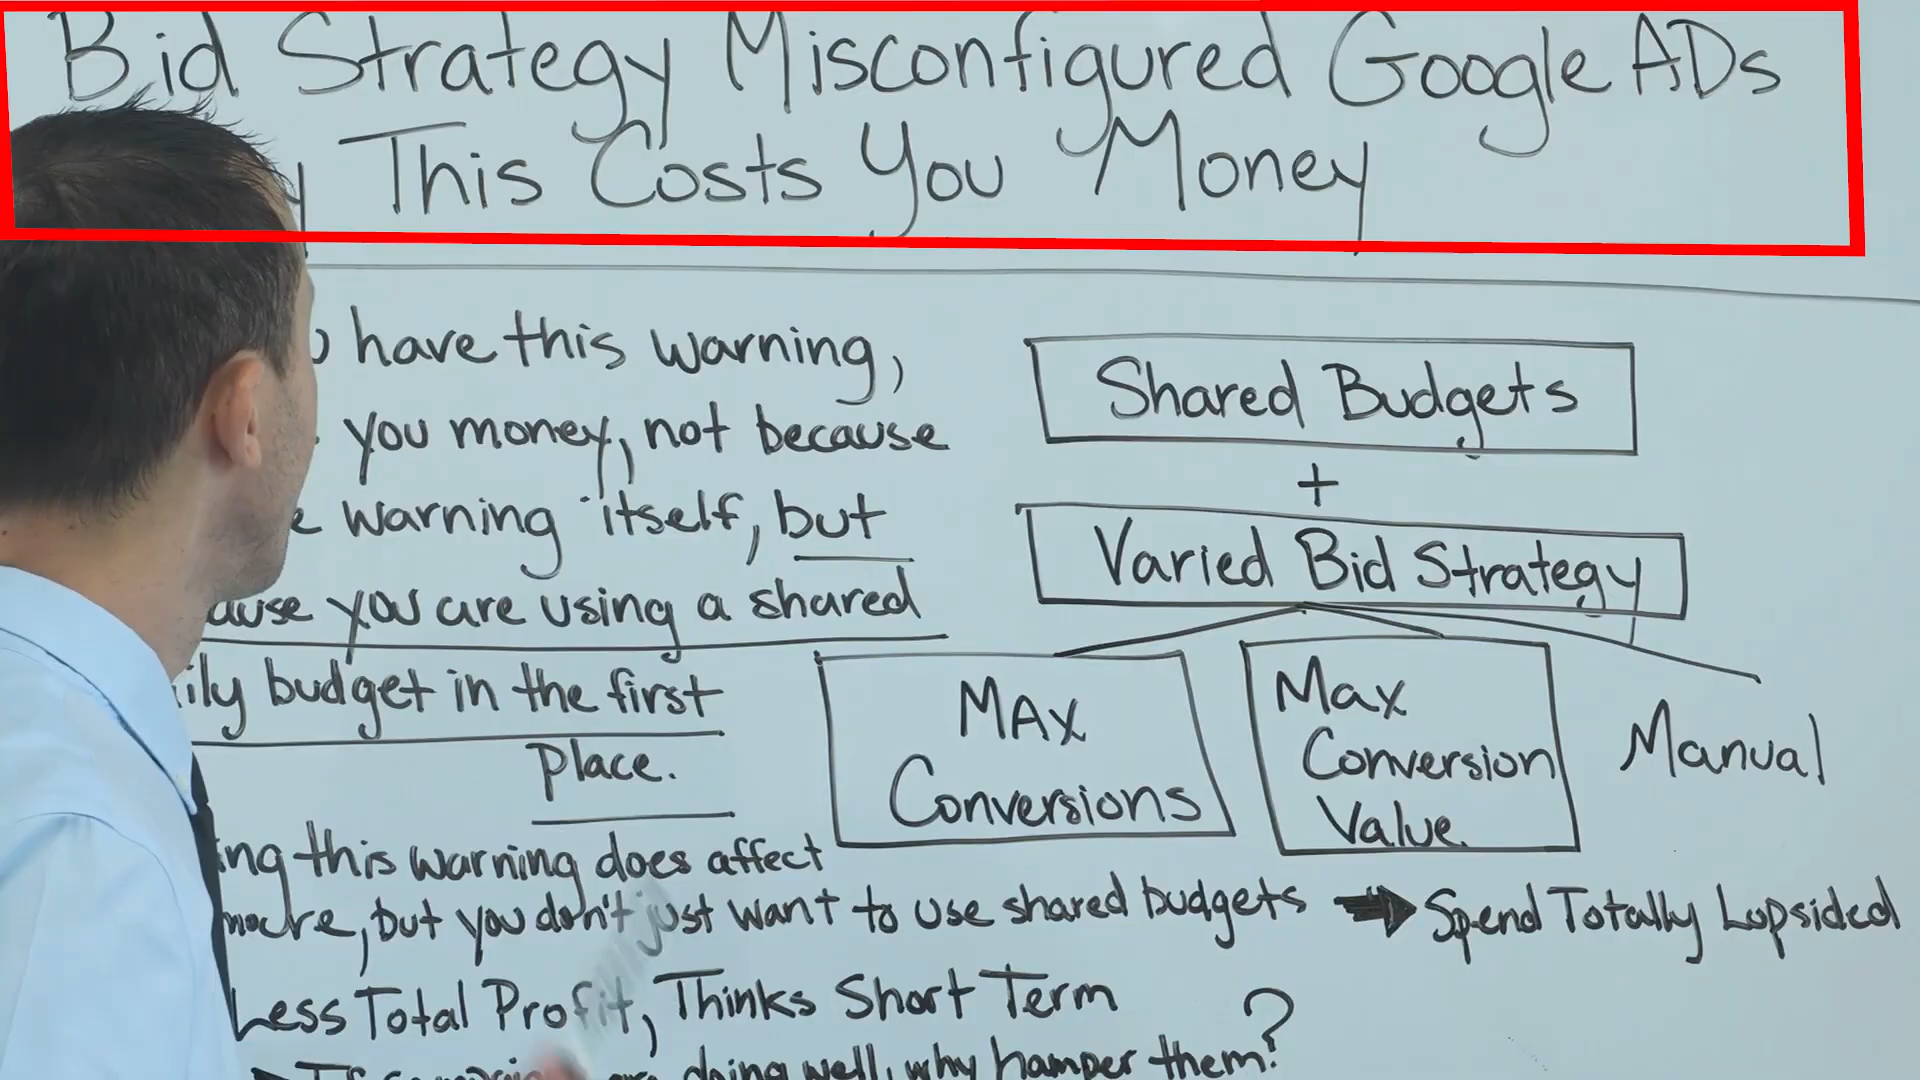 Bid Strategy Misconfigured Google ADs
This Costs You Money
have this warning,
you money, not because
warning itself, but
you are using a shared
budget in the first
place.
this warning does affect
but you don't just want to use shared budgets → Spend Totally Lopsided
Less Total Profit, Thinks Short Term
doing well, why hamper them?
Shared Budgets
+
Varied Bid Strategy
MAX
Conversions
Max
Conversion
Value
Manual